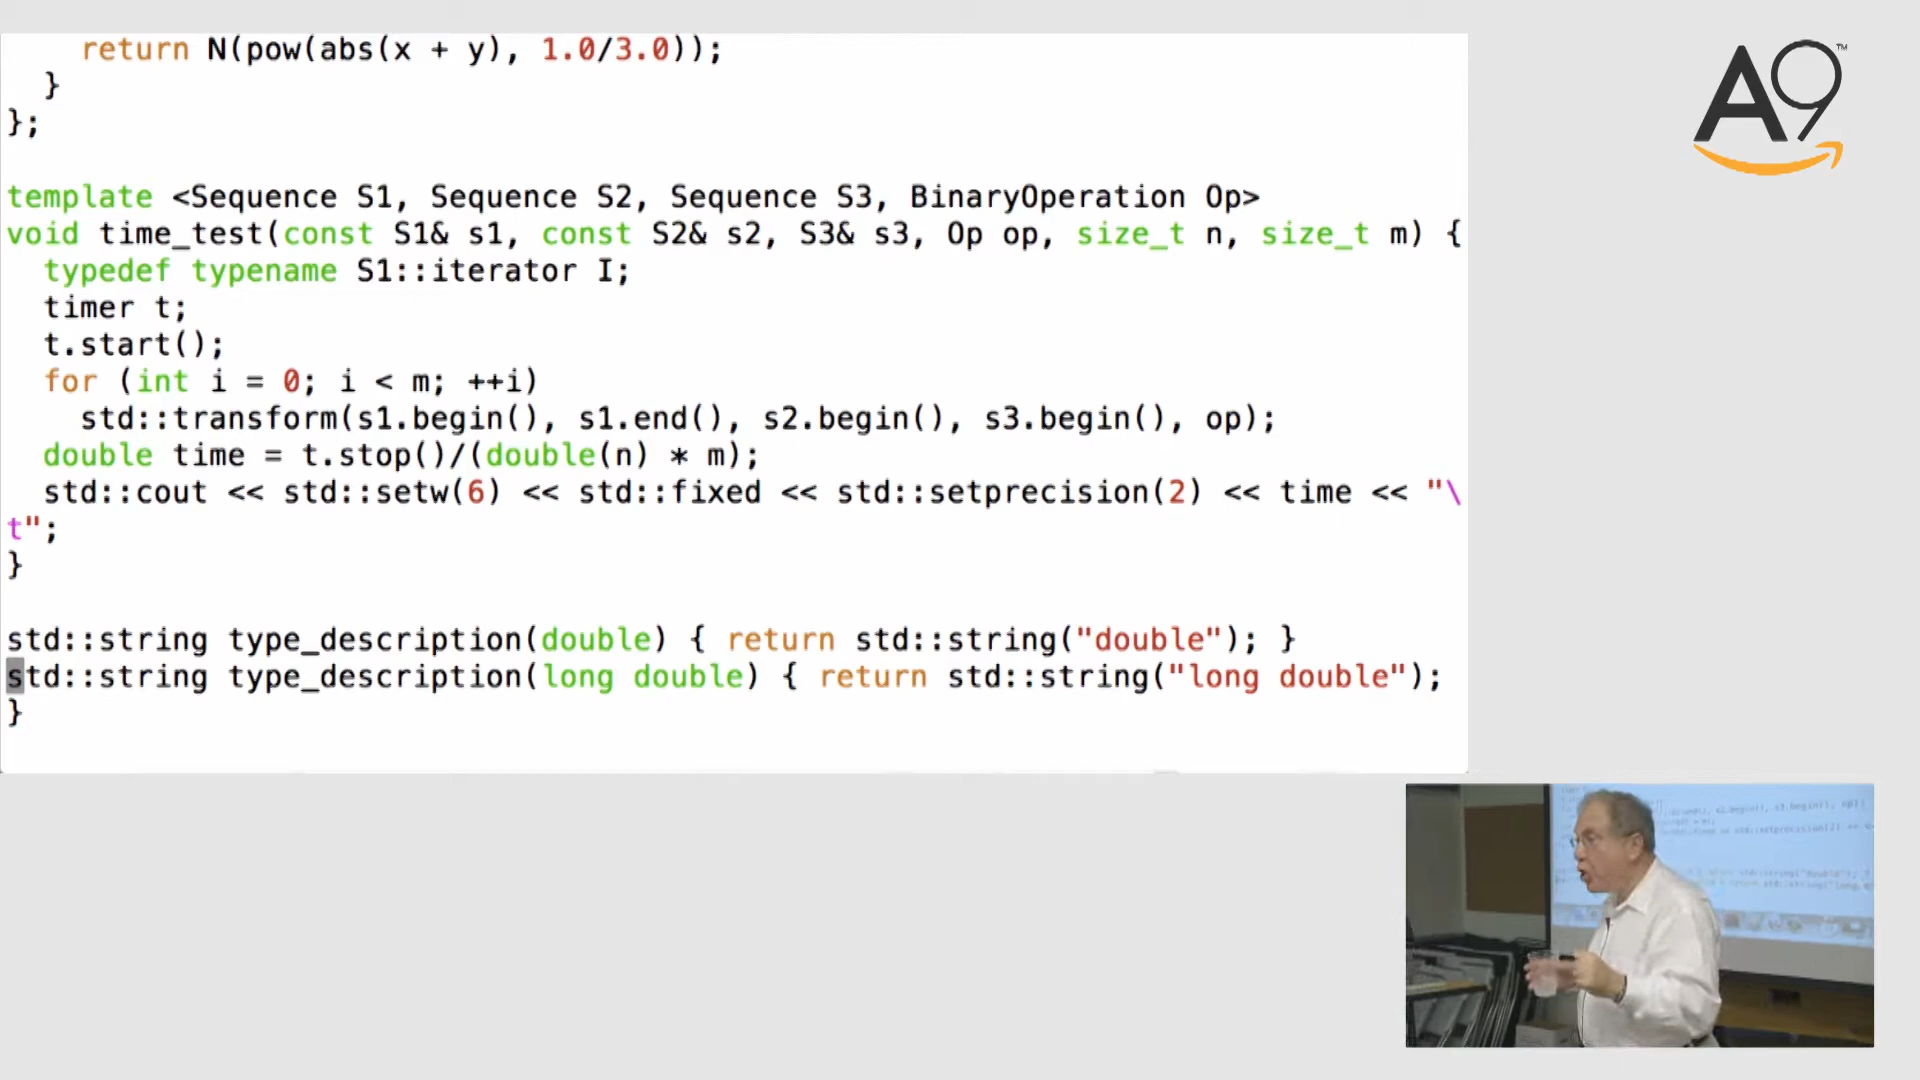 return N(pow(abs(x + y), 1.0/3.0));
}
};
template <Sequence S1, Sequence S2, Sequence S3, BinaryOperation Op>
void time_test(const S1& s1, const S2& s2, S3& s3, Op op, size_t n, size_t m) {
typedef typename S1::iterator I;
timer t;
t.start();
for (int i = 0; i < m; ++i)
std::transform(s1.begin(), s1.end(), s2.begin(), s3.begin(), op);
double time = t.stop()/(double(n) * m);
std::cout << std::setw(6) << std::fixed << std::setprecision(2) << time << "\
t";
}
std::string type_description(double) { return std::string("double"); }
std::string type_description(long double) { return std::string("long double");
}
A9™